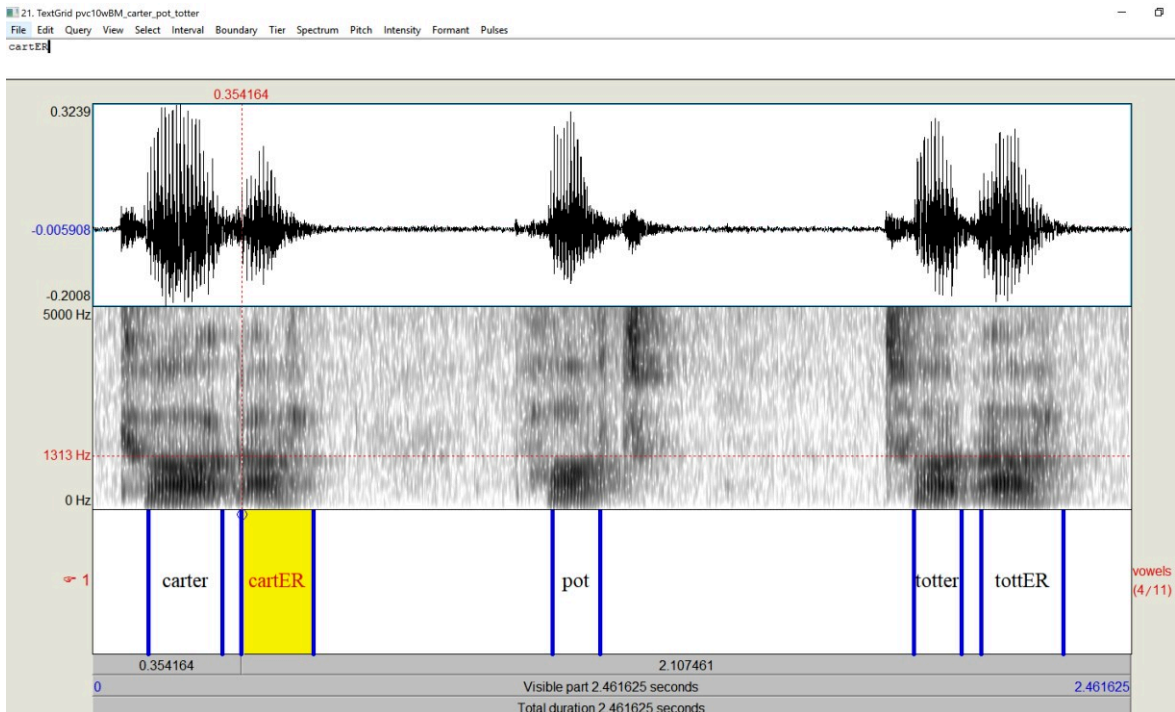 21. TextGrid pvc10wBM_carter_pot_totter
File Edit Query View Select Interval Boundary Tier Spectrum Pitch Intensity Formant Pulses
cartER
0.354164
0.3239
-0.005908
-0.2008
5000 Hz
1313 Hz
0 Hz
1 carter cartER pot totter tottER vowels
(4/11)
0.354164 2.107461
0 Visible part 2.461625 seconds 2.461625
Total duration 2.461625 seconds